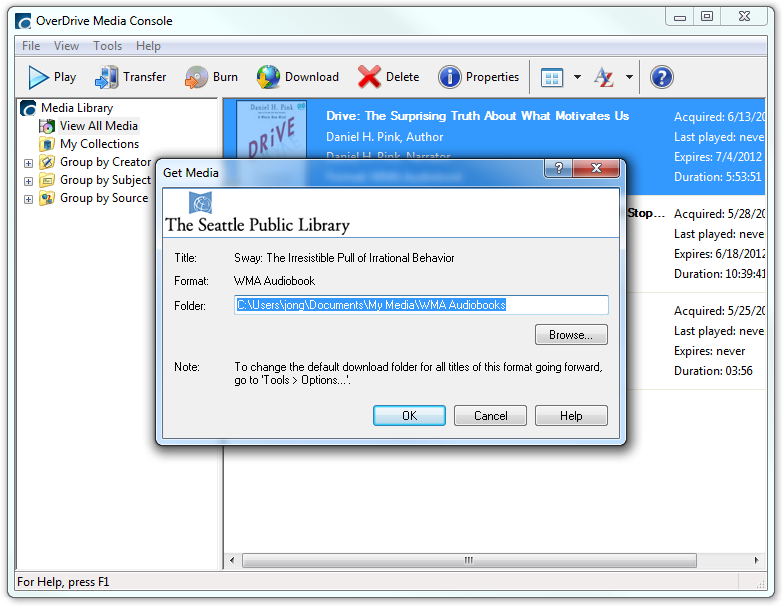 OverDrive Media Console
File View Tools Help
Play Transfer Burn Download Delete Properties
Media Library
View All Media
My Collections
Group by Creator
Group by Subject
Group by Source
Daniel H. Pink
DRiVE
Drive: The Surprising Truth About What Motivates Us
Daniel H. Pink, Author
Daniel H. Pink, Narrator
Format: WMA Audiobook
Acquired: 6/13/20
Last played: neve
Expires: 7/4/2012
Duration: 5:53:51
Stop...
Acquired: 5/28/20
Last played: neve
Expires: 6/18/2012
Duration: 10:39:41
Acquired: 5/25/20
Last played: neve
Expires: never
Duration: 03:56
Get Media
The Seattle Public Library
Title: Sway: The Irresistible Pull of Irrational Behavior
Format: WMA Audiobook
Folder: C:\Users\jong\Documents\My Media\WMA Audiobooks
Browse...
Note: To change the default download folder for all titles of this format going forward,
go to 'Tools > Options...'.
OK Cancel Help
For Help, press F1